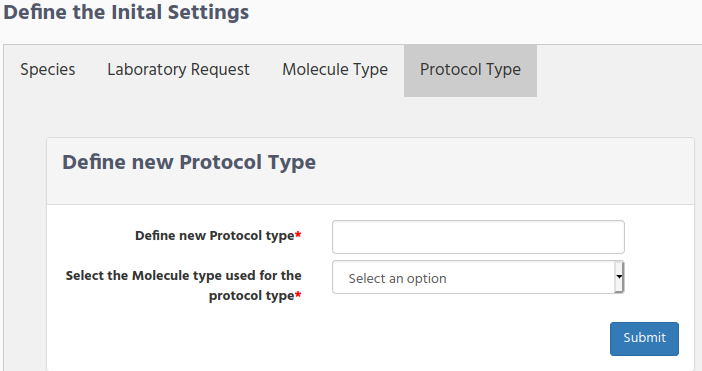 Define the Inital Settings
Species Laboratory Request Molecule Type Protocol Type
Define new Protocol Type
Define new Protocol type*
Select the Molecule type used for the
protocol type*
Select an option
Submit